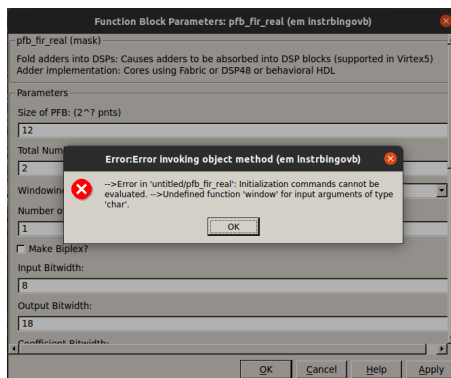 Function Block Parameters: pfb_fir_real (em instrbingovb)
pfb_fir_real (mask)
Fold adders into DSPs: Causes adders to be absorbed into DSP blocks (supported in Virtex5)
Adder implementation: Cores using Fabric or DSP48 or behavioral HDL
Parameters
Size of PFB: (2^? pnts)
12
Total Num
2
Error:Error invoking object method (em instrbingovb)
-->Error in 'untitled/pfb_fir_real': Initialization commands cannot be
evaluated. -->Undefined function 'window' for input arguments of type
'char'.
OK
Windowin
Number o
1
Make Biplex?
Input Bitwidth:
8
Output Bitwidth:
18
Coefficient Bitwidth:
OK Cancel Help Apply